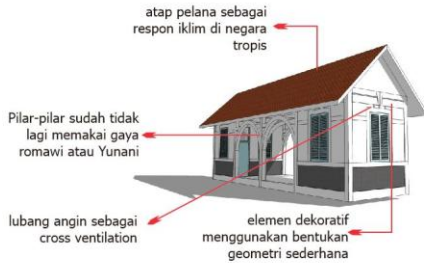 atap pelana sebagai
respon iklim di negara
tropis
Pilar-pilar sudah tidak
lagi memakai gaya
romawi atau Yunani
lubang angin sebagai
cross ventilation
elemen dekoratif
menggunakan bentukan
geometri sederhana